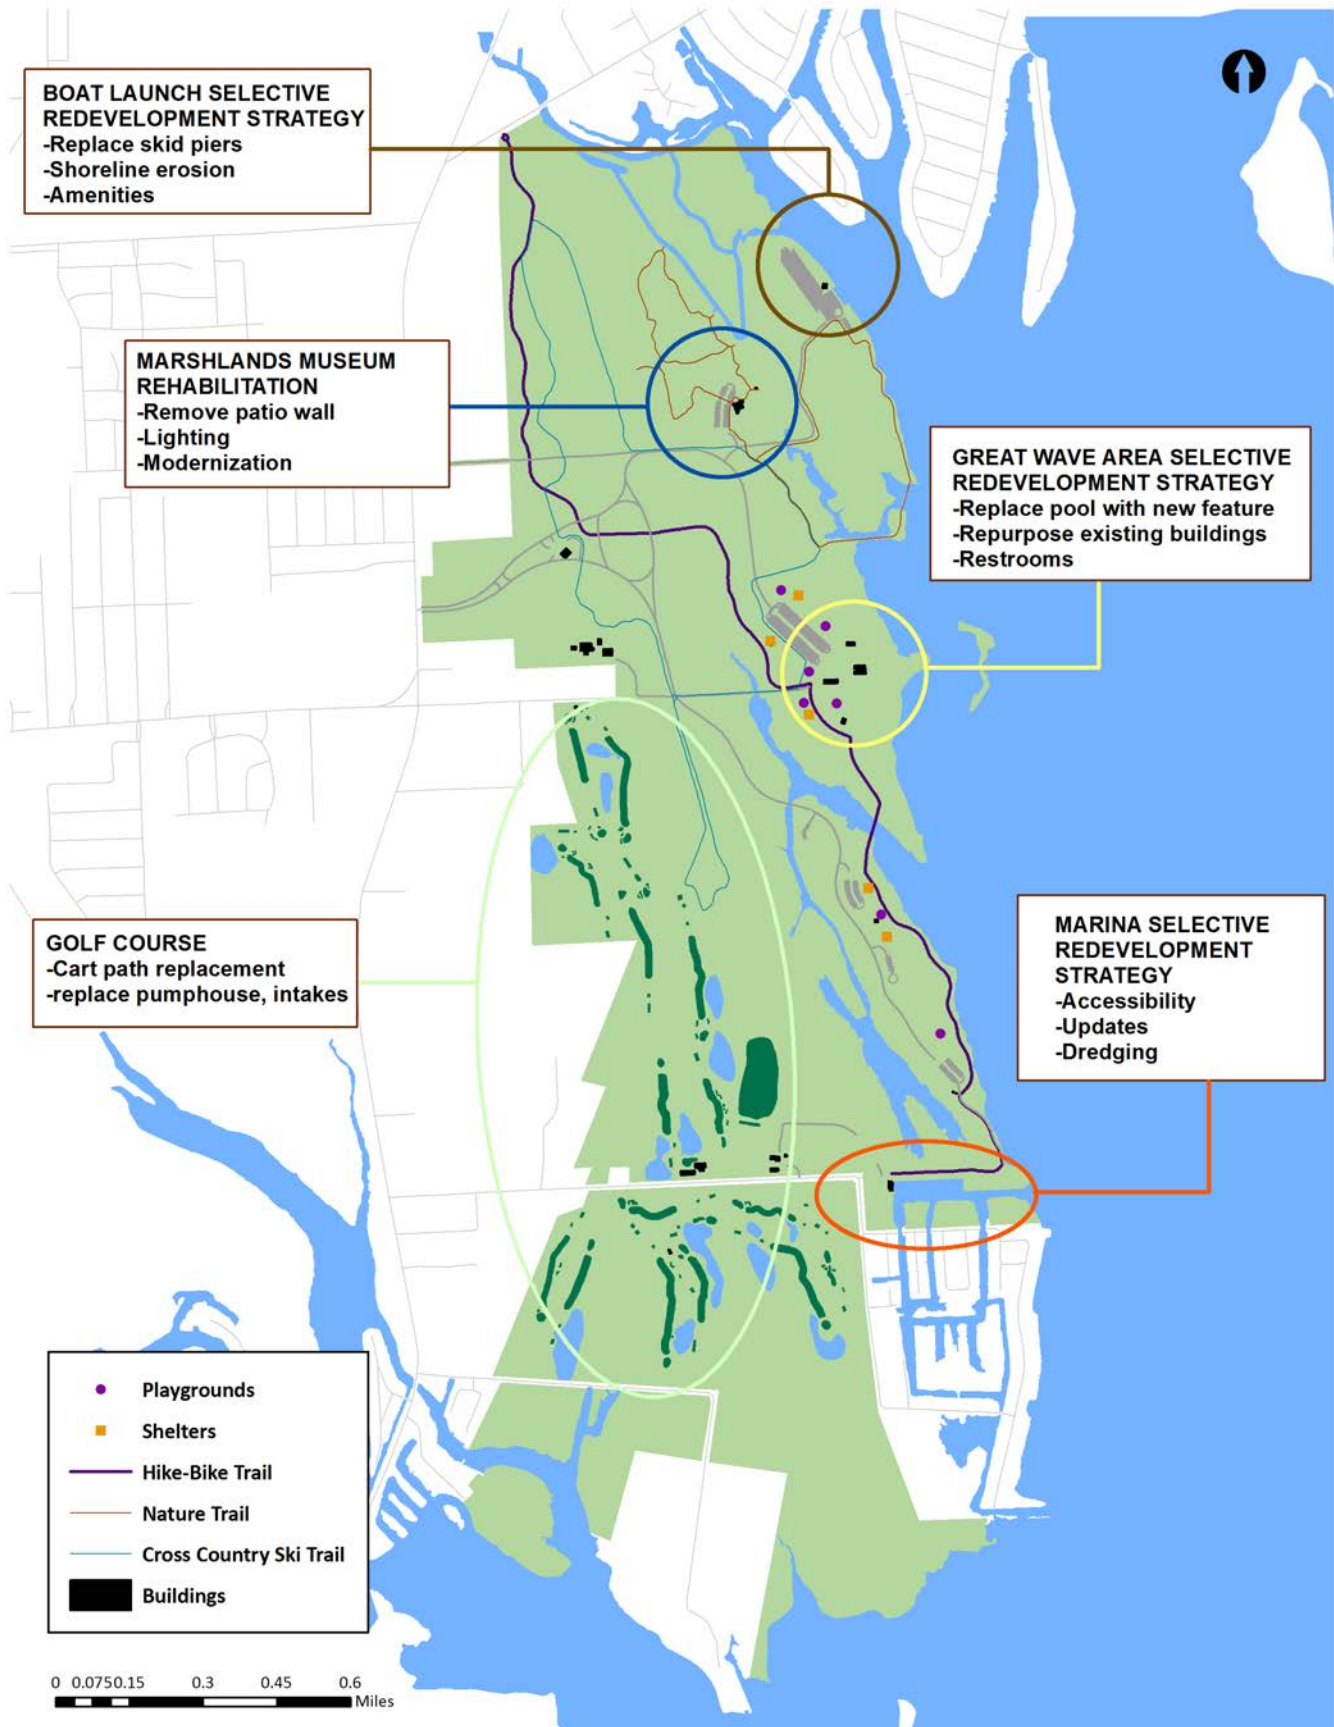 BOAT LAUNCH SELECTIVE
REDEVELOPMENT STRATEGY
-Replace skid piers
-Shoreline erosion
-Amenities
MARSHLANDS MUSEUM
REHABILITATION
-Remove patio wall
-Lighting
-Modernization
GREAT WAVE AREA SELECTIVE
REDEVELOPMENT STRATEGY
-Replace pool with new feature
-Repurpose existing buildings
-Restrooms
GOLF COURSE
-Cart path replacement
-replace pumphouse, intakes
MARINA SELECTIVE
REDEVELOPMENT
STRATEGY
-Accessibility
-Updates
-Dredging
Playgrounds
Shelters
Hike-Bike Trail
Nature Trail
Cross Country Ski Trail
Buildings
0 0.075 0.15 0.3 0.45 0.6
Miles